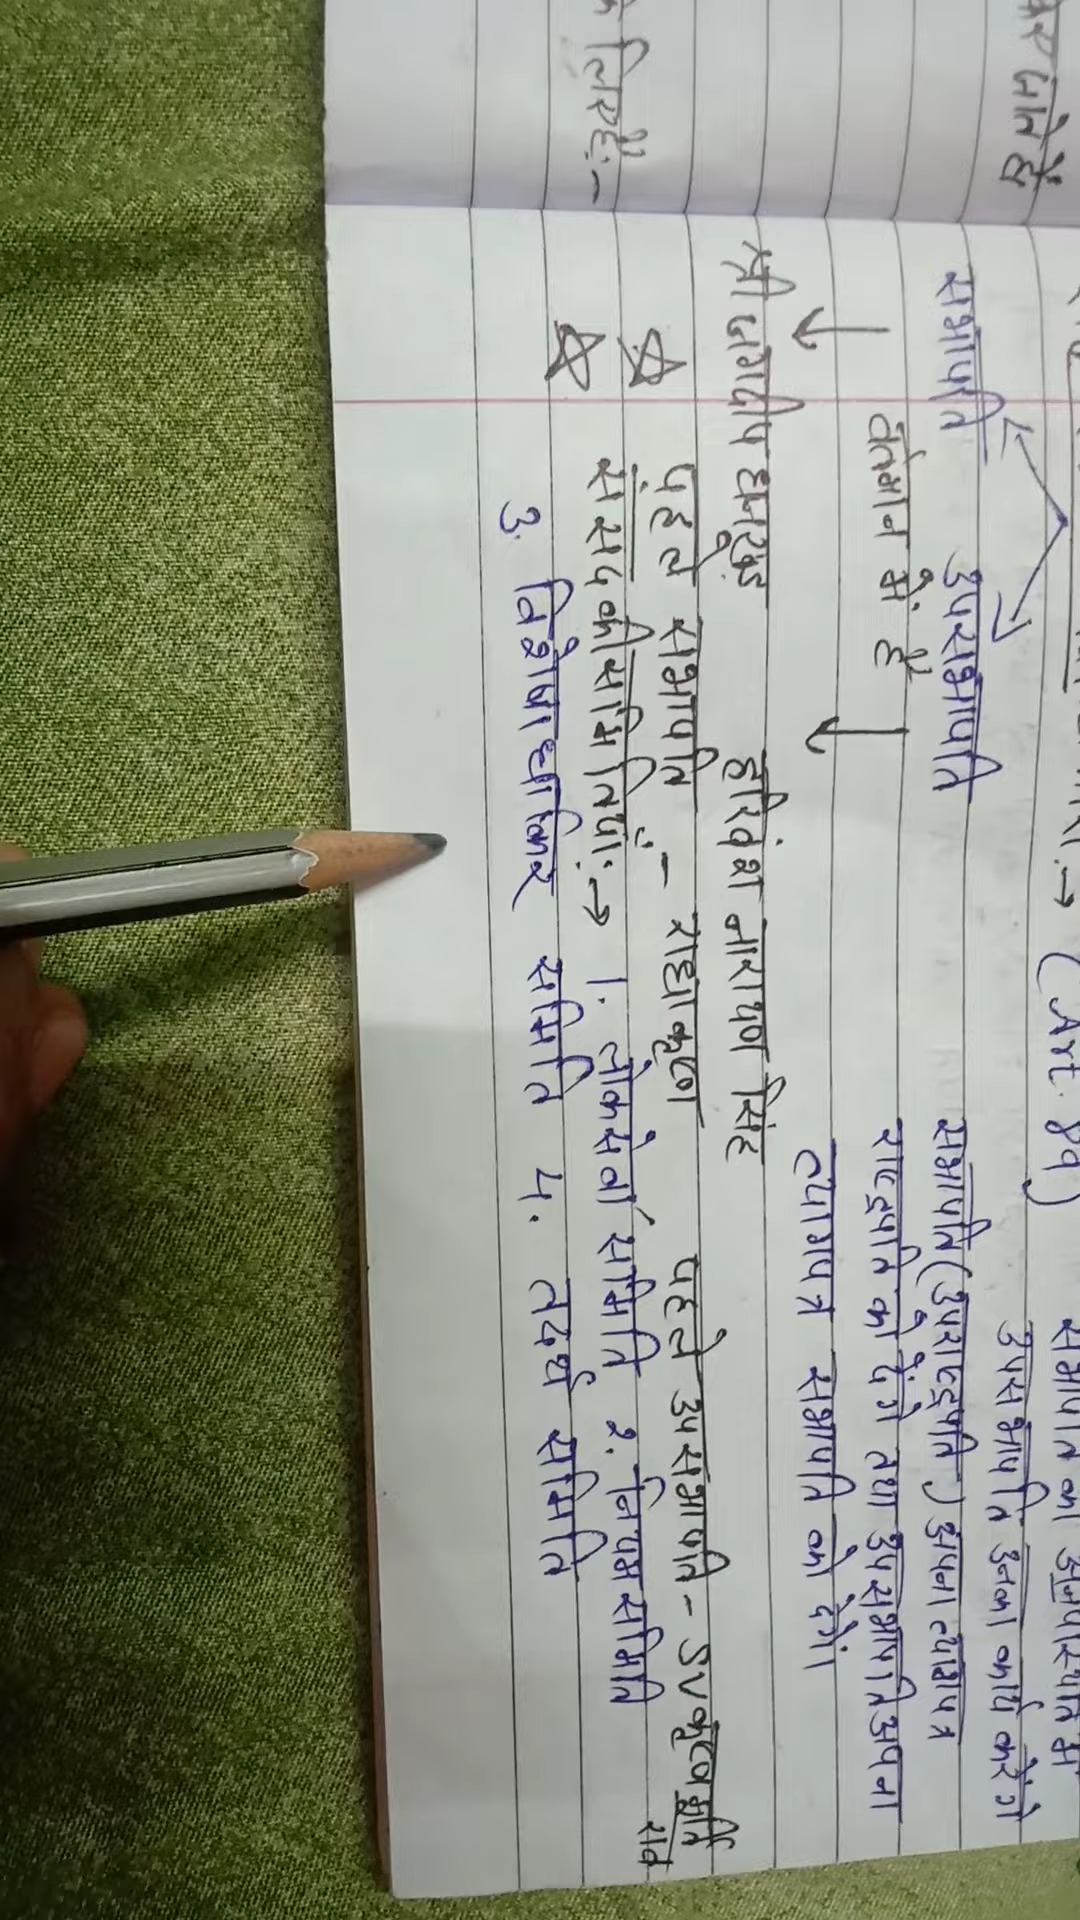 (Art. 89)
उपसभापति उनका कार्य करेंगे
सभापति उपसभापति सभापति (उपराष्ट्रपति) अपना त्यागपत्र
वर्तमान में है राष्ट्रपति को देंगे तथा उपसभापति अपना
त्यागपत्र सभापति को देगें।
श्री जगदीप धनखड़ हरिवंश नारायण सिंह
पहले सभापति - राधाकृष्ण पहले उपसभापति - SV कृष्णमूर्ति
राव
संसद की समितियां:→ 1. लोकसेवा समिति 2. नियम समिति
3. विशेषाधिकार समिति 4. तदर्थ समिति